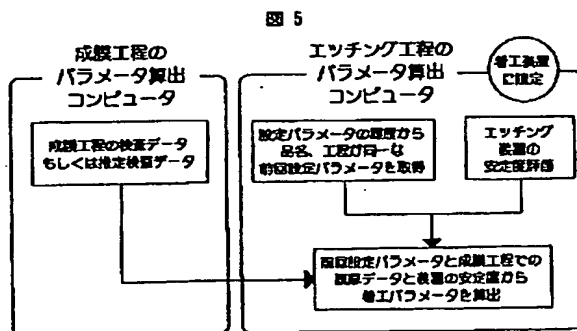 図 5
成膜工程の
パラメータ算出
コンピュータ
エッチング工程の
パラメータ算出
コンピュータ
着工装置
に設定
成膜工程の検査データ
もしくは推定検査データ
設定パラメータの履歴から
品名、工程が同一な
前回設定パラメータを取得
エッチング
装置の
安定度評価
前回設定パラメータと成膜工程での
膜厚データと装置の安定度から
着工パラメータを算出